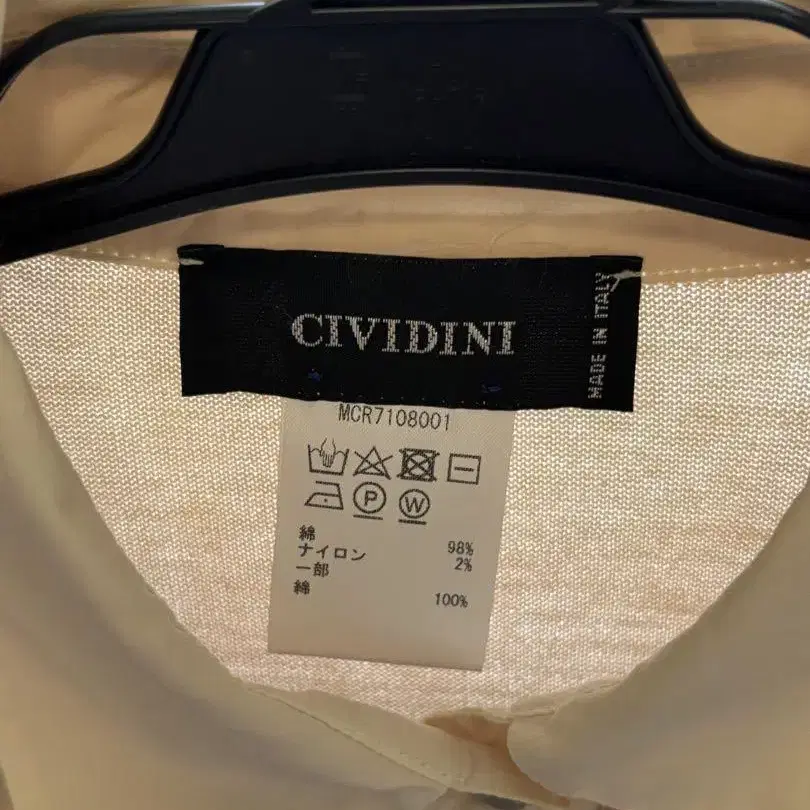 CIVIDINI
MADE IN ITALY
MCR7108001
P W
綿 98%
ナイロン 2%
一部
綿 100%